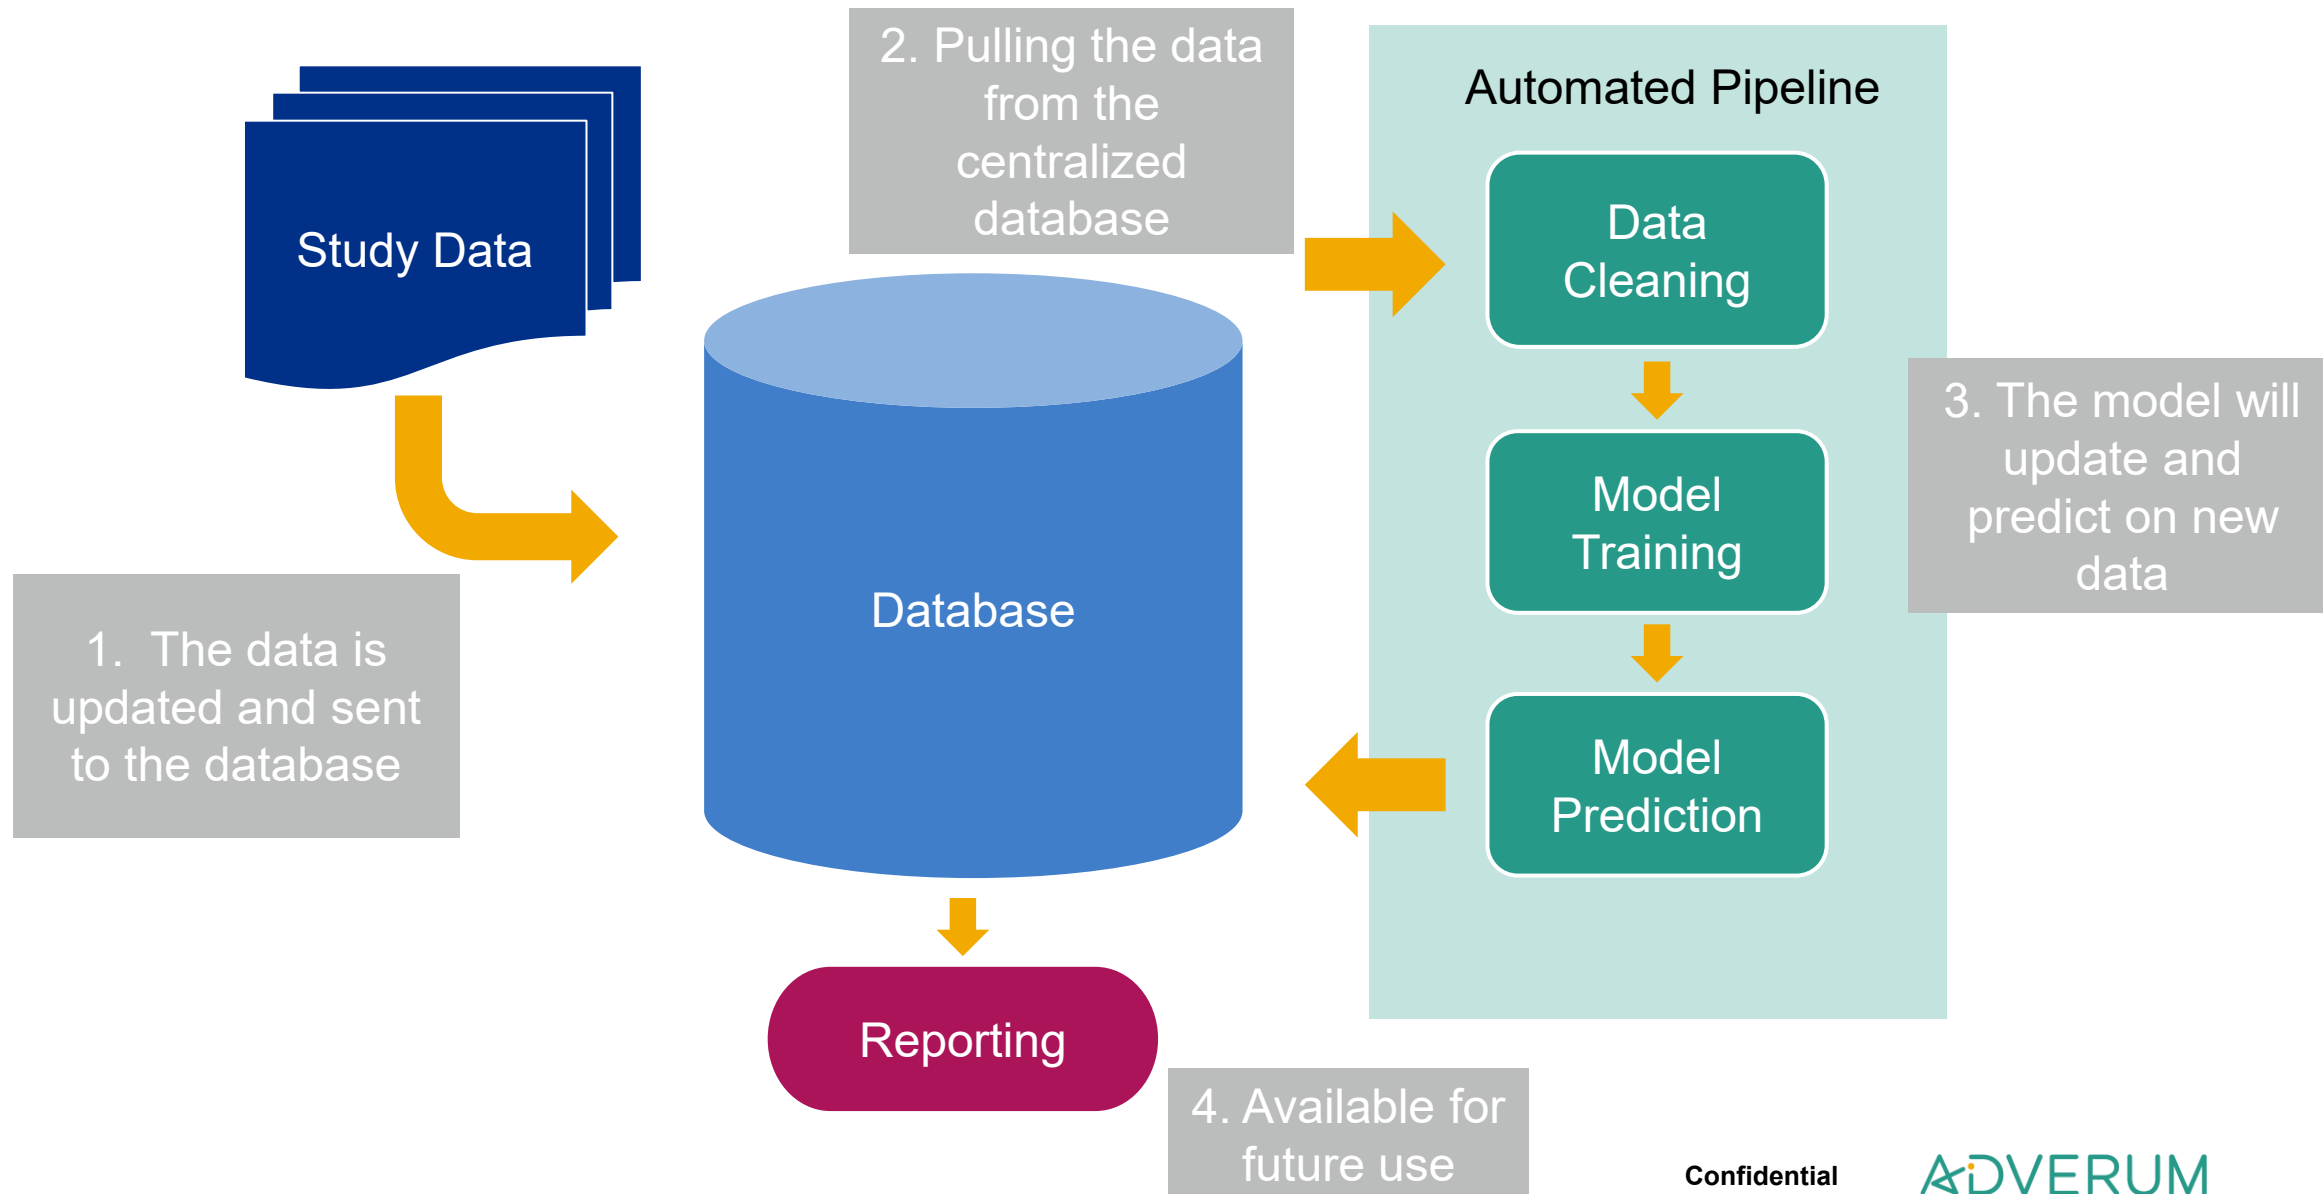 Study Data
1.  The data is
updated and sent
to the database
2. Pulling the data
from the
centralized
database
Database
Automated Pipeline
Data
Cleaning
Model
Training
Model
Prediction
3. The model will
update and
predict on new
data
Reporting
4. Available for
future use
Confidential
ADVERUM